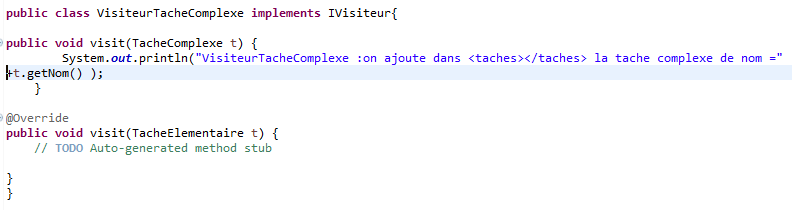 public class VisiteurTacheComplexe implements IVisiteur{
public void visit(TacheComplexe t) {
System.out.println("VisiteurTacheComplexe :on ajoute dans <taches></taches> la tache complexe de nom ="
+t.getNom() );
}
@Override
public void visit(TacheElementaire t) {
// TODO Auto-generated method stub
}
}